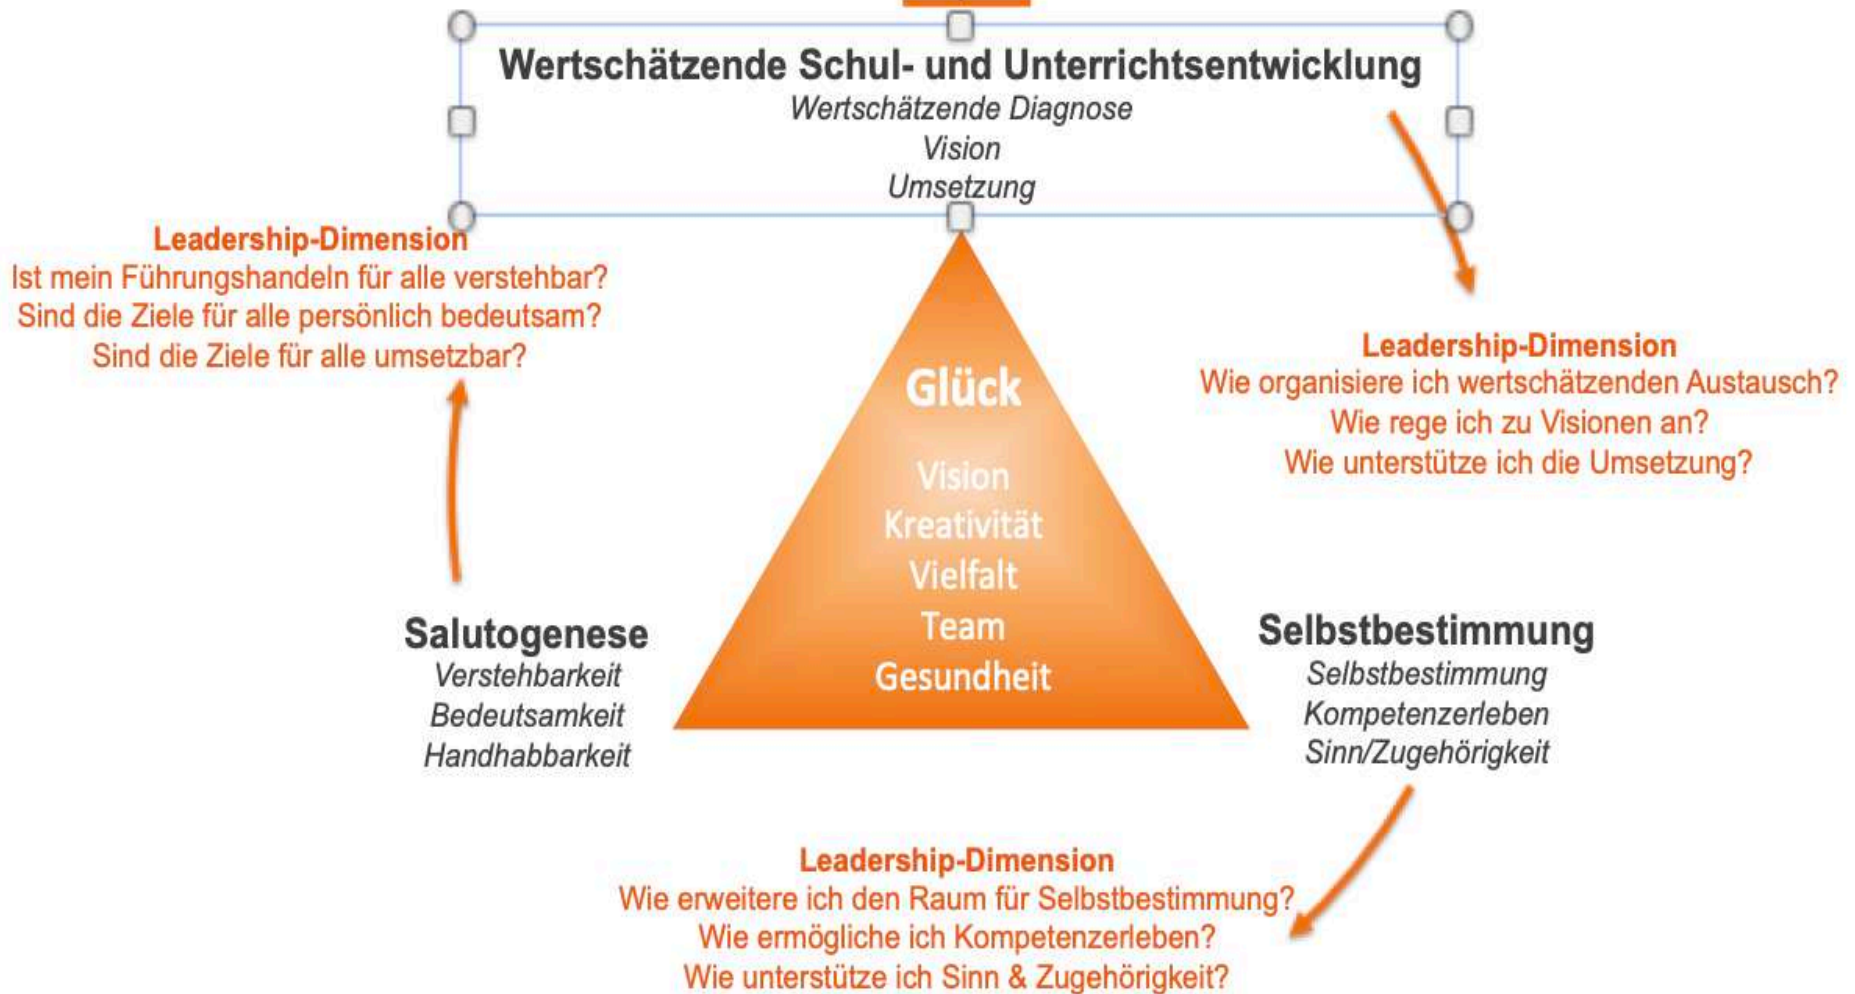 Wertschätzende Schul- und Unterrichtsentwicklung
Wertschätzende Diagnose
Vision
Umsetzung
Leadership-Dimension
Ist mein Führungshandeln für alle verstehbar?
Sind die Ziele für alle persönlich bedeutsam?
Sind die Ziele für alle umsetzbar?
Leadership-Dimension
Wie organisiere ich wertschätzenden Austausch?
Wie rege ich zu Visionen an?
Wie unterstütze ich die Umsetzung?
Glück
Vision
Kreativität
Vielfalt
Team
Gesundheit
Salutogenese
Verstehbarkeit
Bedeutsamkeit
Handhabbarkeit
Selbstbestimmung
Selbstbestimmung
Kompetenzerleben
Sinn/Zugehörigkeit
Leadership-Dimension
Wie erweitere ich den Raum für Selbstbestimmung?
Wie ermögliche ich Kompetenzerleben?
Wie unterstütze ich Sinn & Zugehörigkeit?